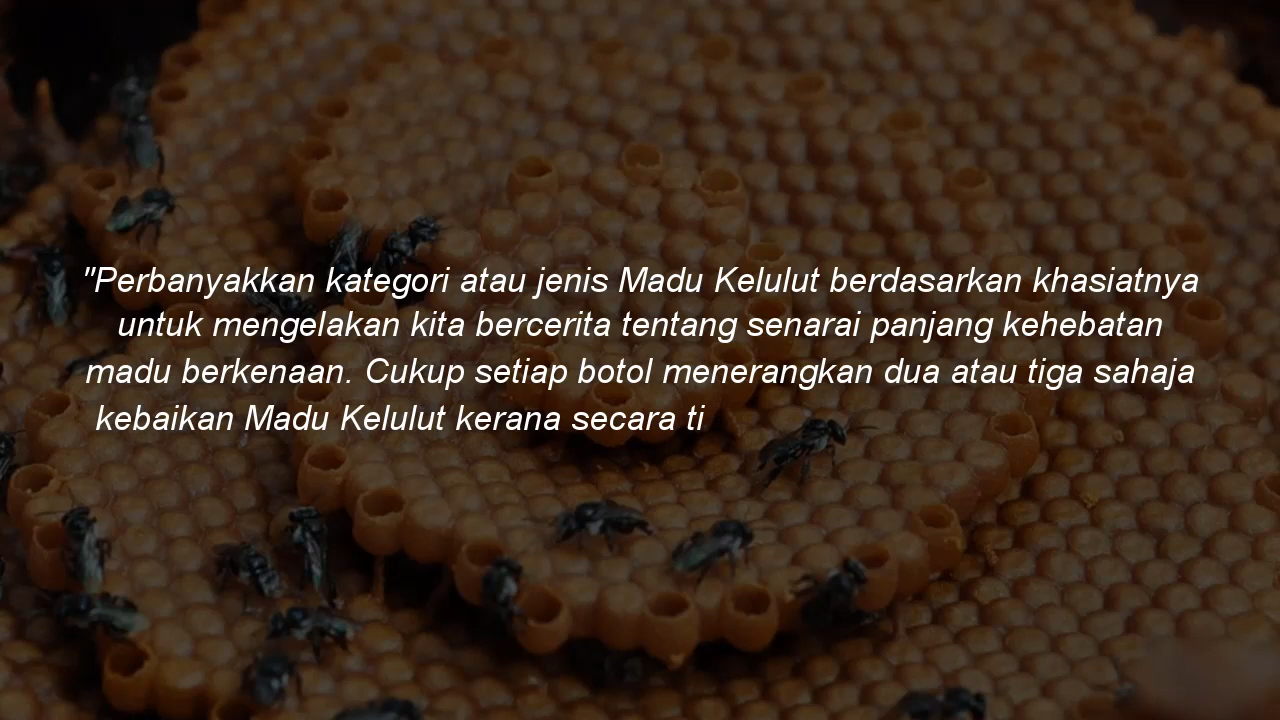 "Perbanyakkan kategori atau jenis Madu Kelulut berdasarkan khasiatnya
untuk mengelakan kita bercerita tentang senarai panjang kehebatan
madu berkenaan. Cukup setiap botol menerangkan dua atau tiga sahaja
kebaikan Madu Kelulut kerana secara ti